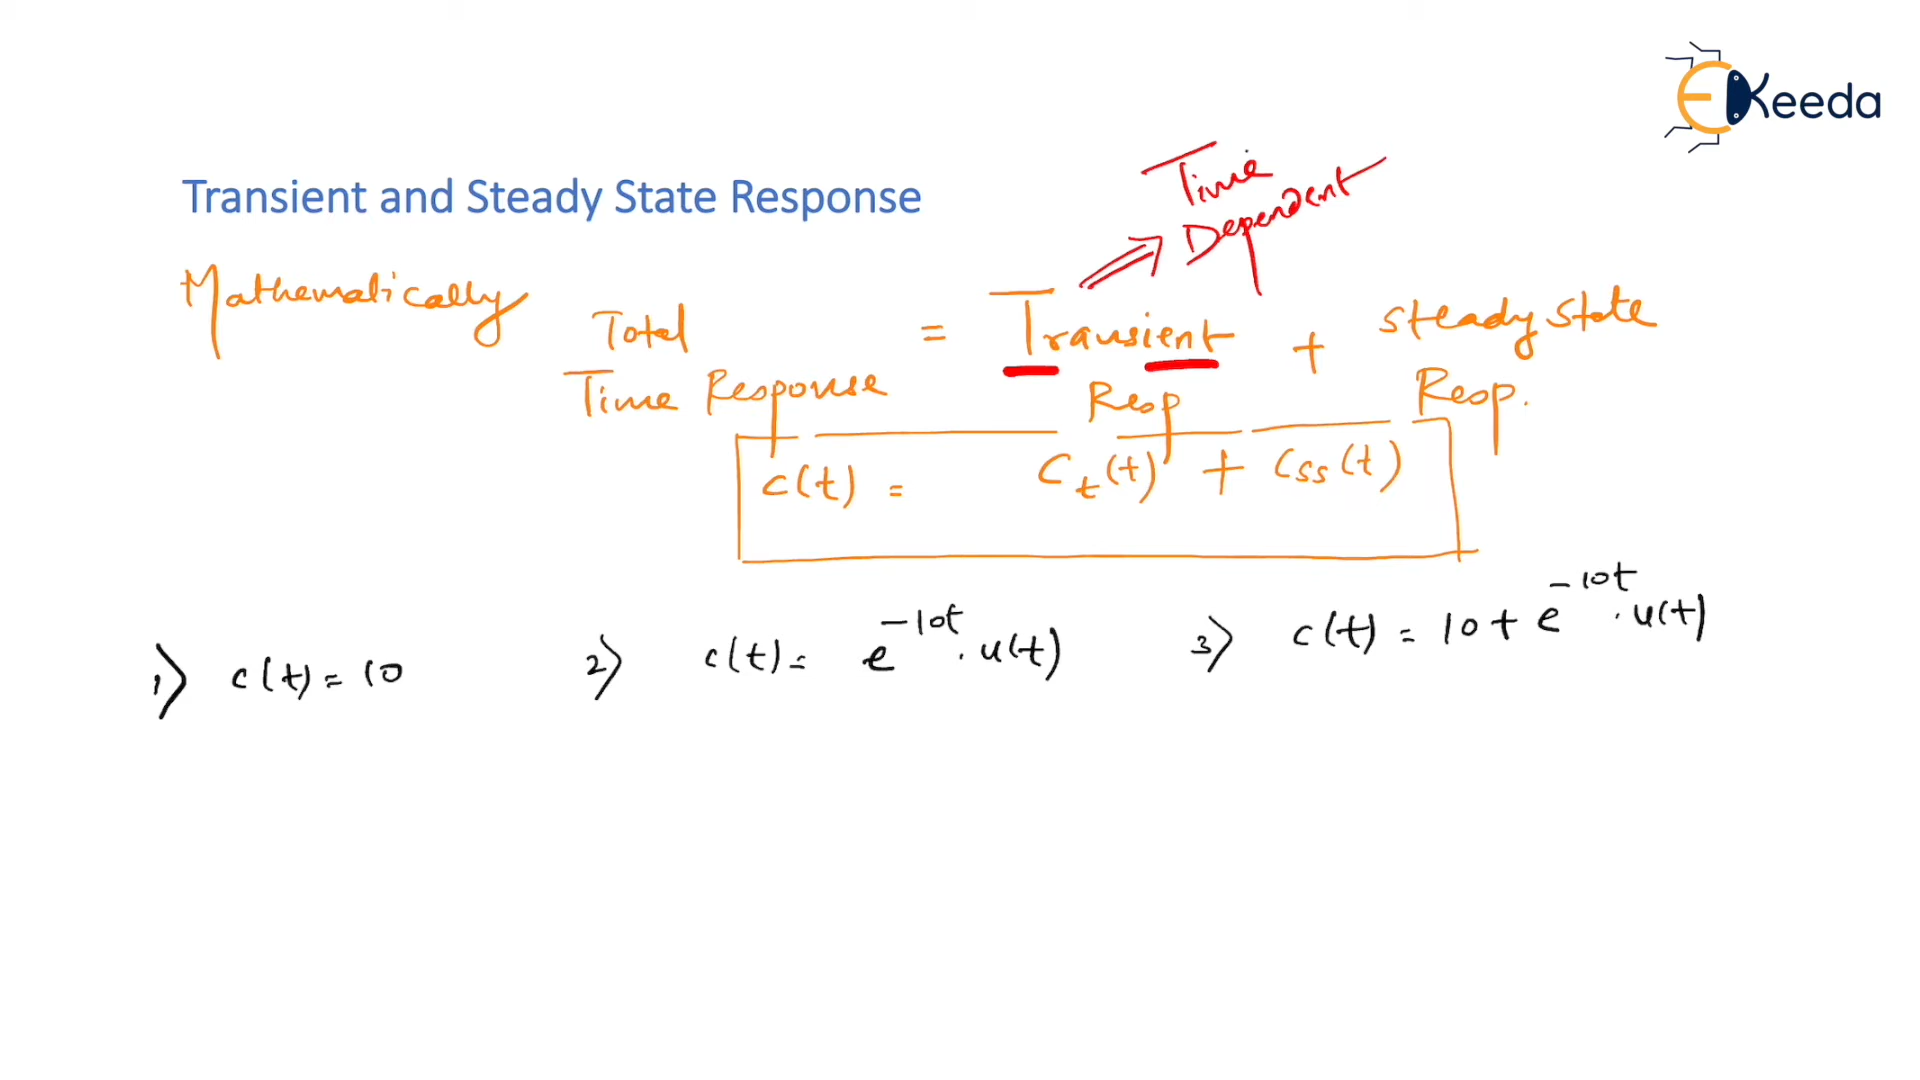 EKeeda
Time
Dependent
Transient and Steady State Response
Mathematically
Total Time Response = Transient Resp + Steady State Resp.
c(t) = Ct(t) + Css(t)
1) c(t) = 10
2) c(t) = e^-10t . u(t)
3) c(t) = 10 + e^-10t . u(t)